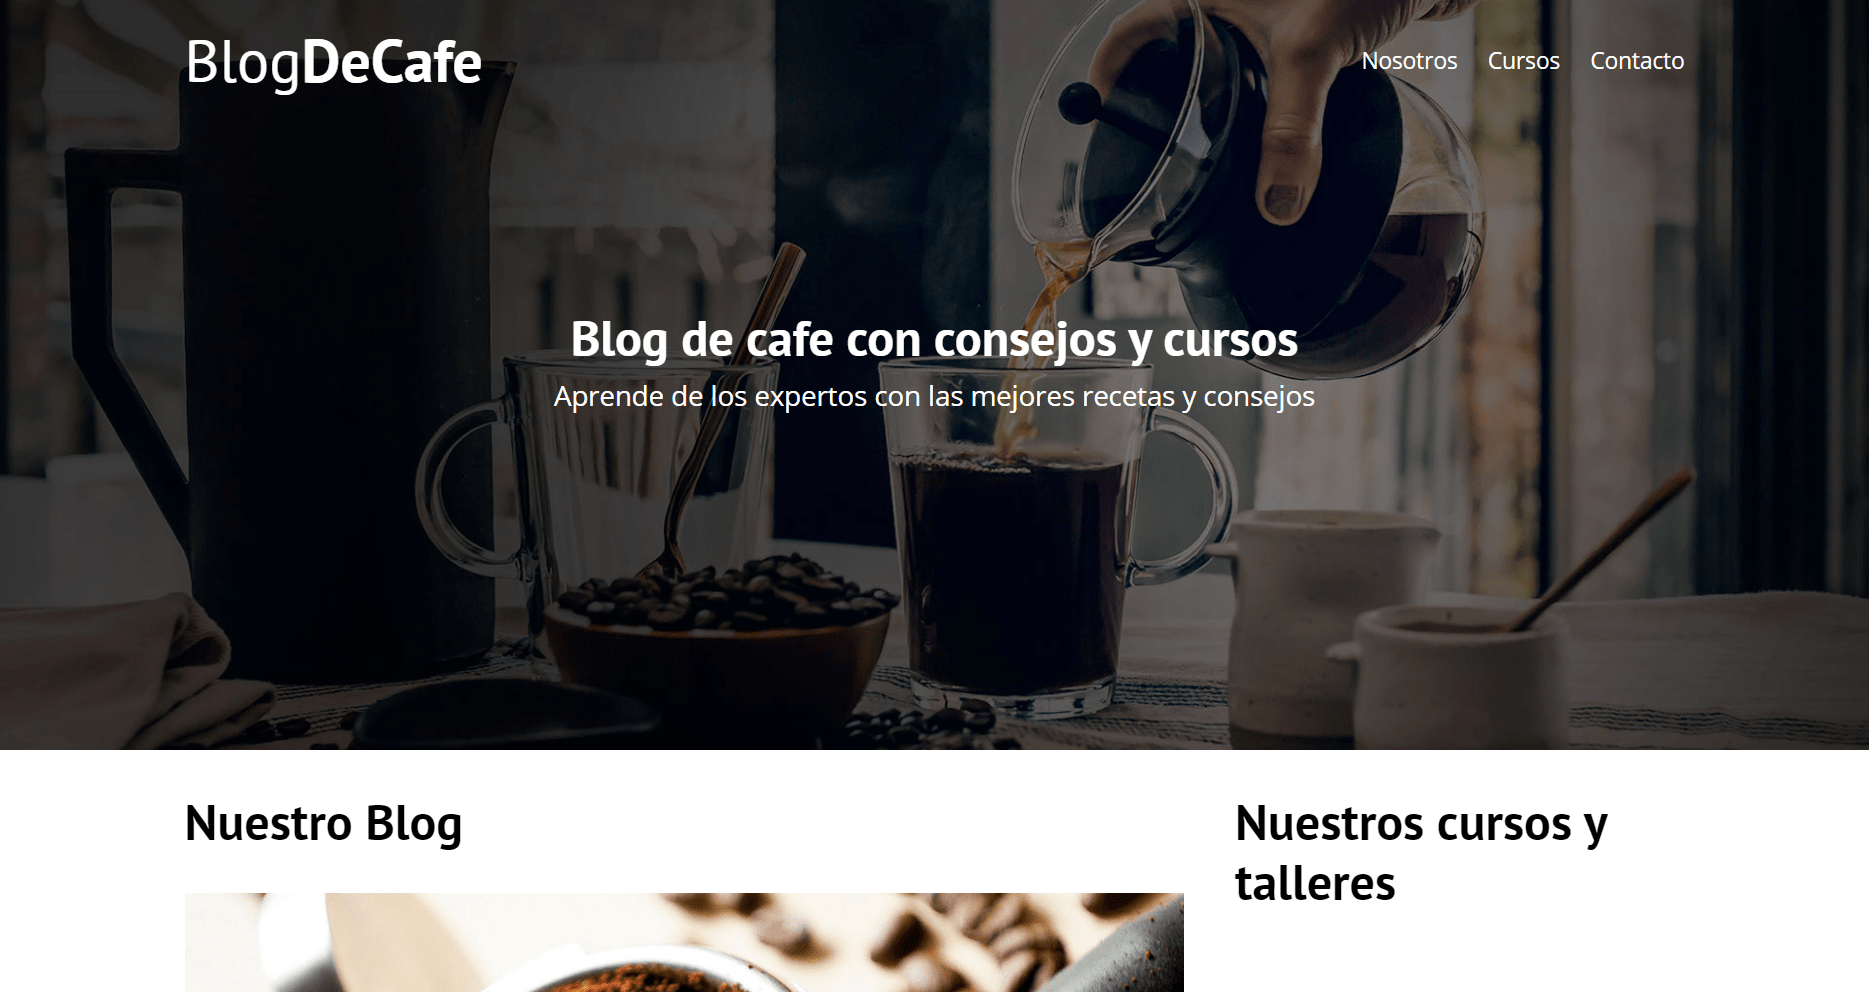 BlogDeCafe
Nosotros Cursos Contacto
Blog de cafe con consejos y cursos
Aprende de los expertos con las mejores recetas y consejos
Nuestro Blog
Nuestros cursos y
talleres